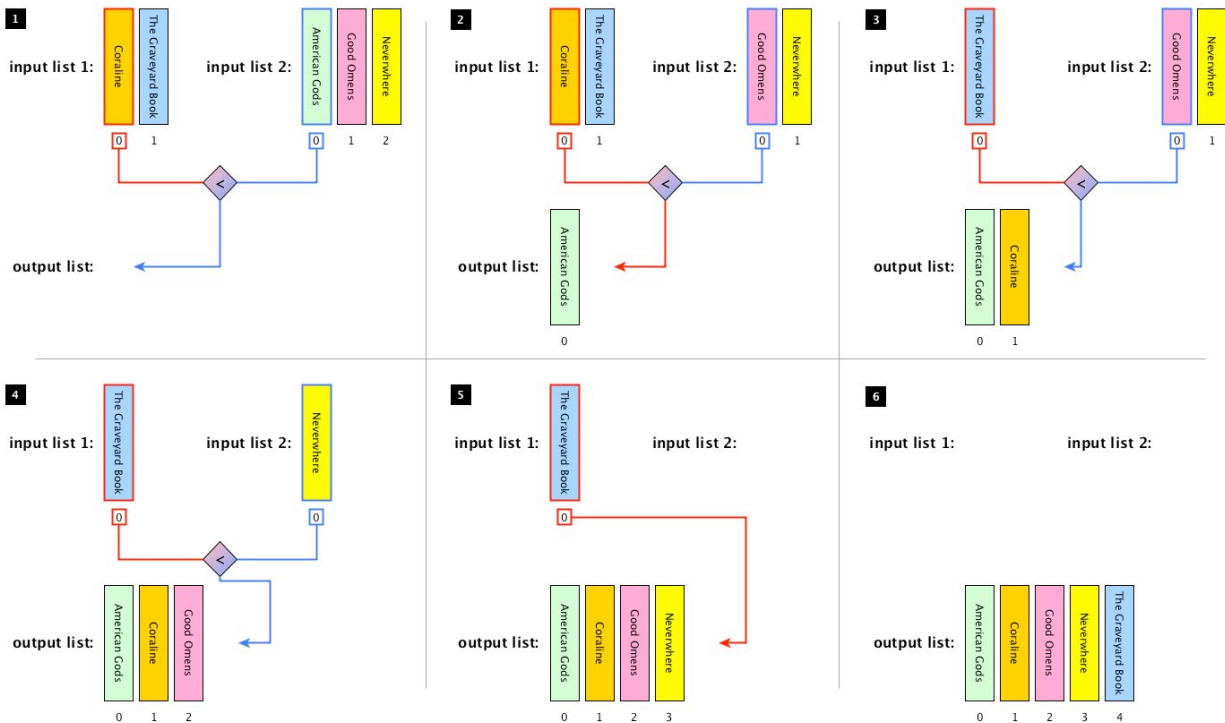 1
input list 1:
Coraline
The Graveyard Book
0
1
input list 2:
American Gods
Good Omens
Neverwhere
0
1
2
<
output list:
2
input list 1:
Coraline
The Graveyard Book
0
1
input list 2:
Good Omens
Neverwhere
0
1
<
output list:
American Gods
0
3
input list 1:
The Graveyard Book
0
input list 2:
Good Omens
Neverwhere
0
1
<
output list:
American Gods
Coraline
0
1
4
input list 1:
The Graveyard Book
0
input list 2:
Neverwhere
0
<
output list:
American Gods
Coraline
Good Omens
0
1
2
5
input list 1:
The Graveyard Book
0
input list 2:
output list:
American Gods
Coraline
Good Omens
Neverwhere
0
1
2
3
6
input list 1:
input list 2:
output list:
American Gods
Coraline
Good Omens
Neverwhere
The Graveyard Book
0
1
2
3
4